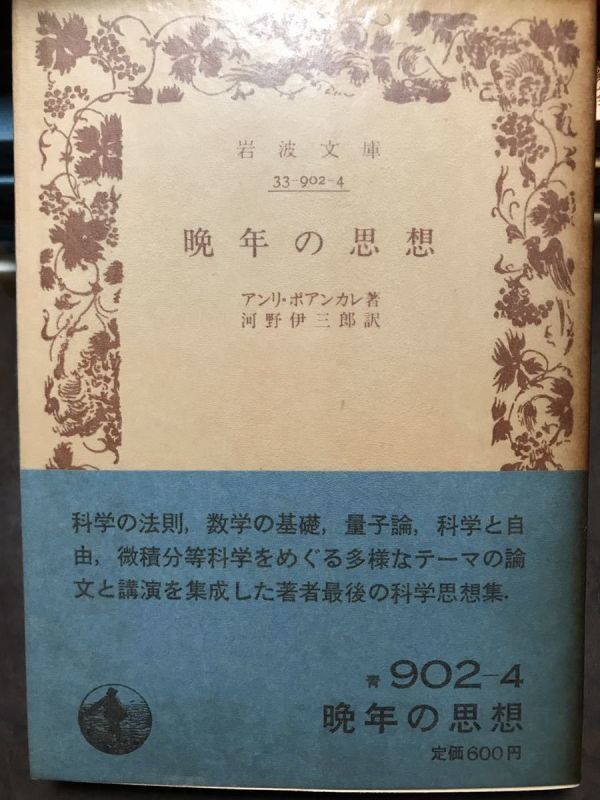 岩波文庫
33-902-4
晩年の思想
アンリ・ポアンカレ著
河野伊三郎訳
科学の法則，数学の基礎，量子論，科学と自
由，微積分等科学をめぐる多様なテーマの論
文と講演を集成した著者最後の科学思想集．
青 902-4
晩年の思想
定価600円